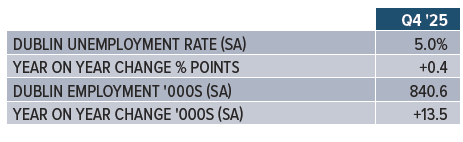 Q4 '25
DUBLIN UNEMPLOYMENT RATE (SA) 5.0%
YEAR ON YEAR CHANGE % POINTS +0.4
DUBLIN EMPLOYMENT '000S (SA) 840.6
YEAR ON YEAR CHANGE '000S (SA) +13.5